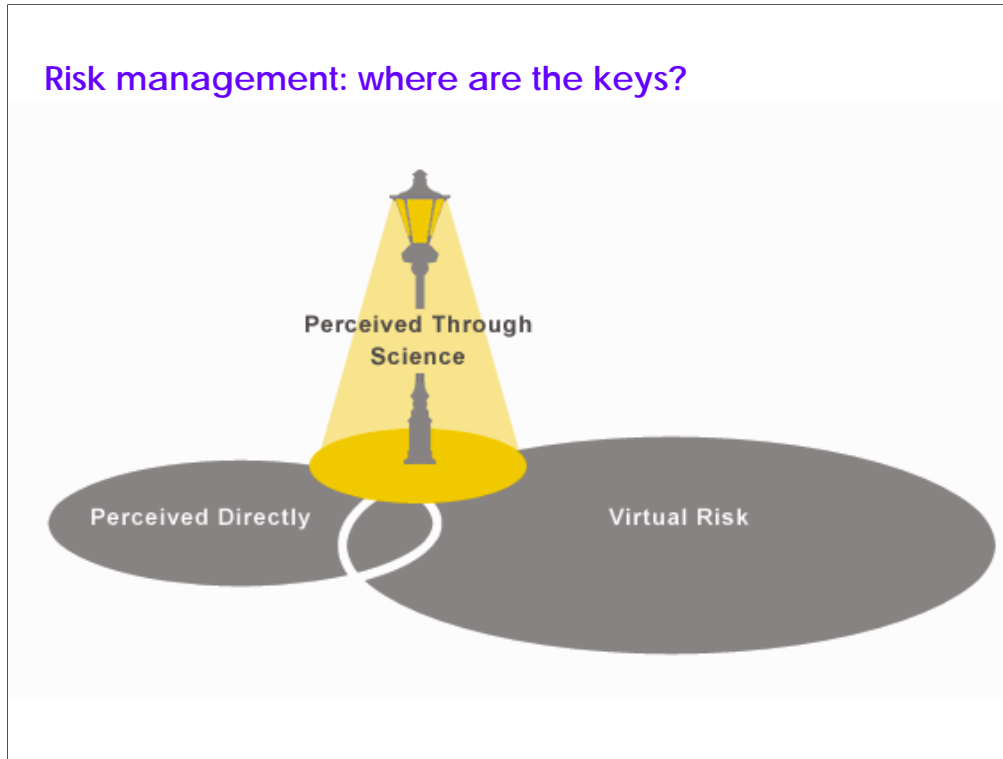 Risk management: where are the keys?
Perceived Through
Science
Perceived Directly
Virtual Risk